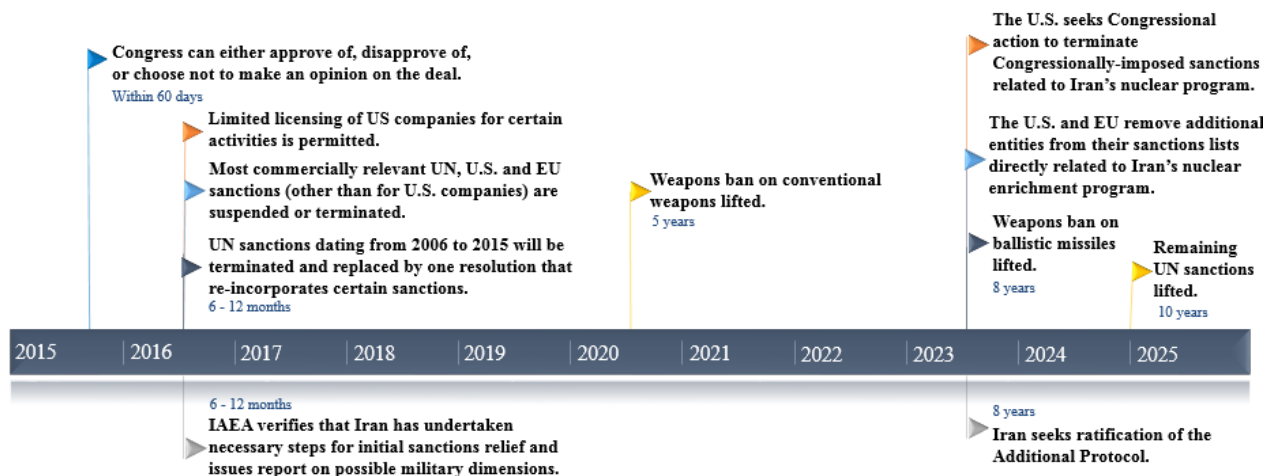 Congress can either approve of, disapprove of,
or choose not to make an opinion on the deal.
Within 60 days
Limited licensing of US companies for certain
activities is permitted.
Most commercially relevant UN, U.S. and EU
sanctions (other than for U.S. companies) are
suspended or terminated.
UN sanctions dating from 2006 to 2015 will be
terminated and replaced by one resolution that
re-incorporates certain sanctions.
6 - 12 months
Weapons ban on conventional
weapons lifted.
5 years
The U.S. seeks Congressional
action to terminate
Congressionally-imposed sanctions
related to Iran's nuclear program.
The U.S. and EU remove additional
entities from their sanctions lists
directly related to Iran's nuclear
enrichment program.
Weapons ban on
ballistic missiles
lifted.
8 years
Remaining
UN sanctions
lifted.
10 years
2015 2016 2017 2018 2019 2020 2021 2022 2023 2024 2025
6 - 12 months
IAEA verifies that Iran has undertaken
necessary steps for initial sanctions relief and
issues report on possible military dimensions.
8 years
Iran seeks ratification of the
Additional Protocol.